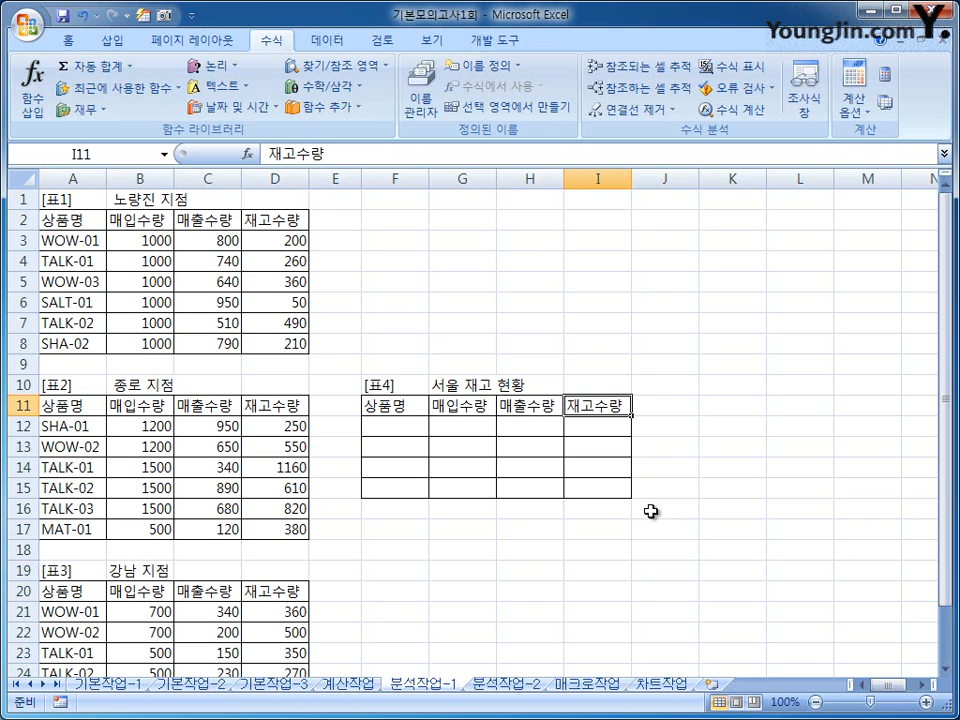 기본모의고사1회 - Microsoft Excel
Younglin.com
홈 삽입 페이지 레이아웃 수식 데이터 검토 보기 개발 도구
함수 삽입
Σ 자동 합계
최근에 사용한 함수
재무
논리
텍스트
날짜 및 시간
찾기/참조 영역
수학/삼각
함수 추가
함수 라이브러리
이름 관리자
이름 정의
수식에서 사용
선택 영역에서 만들기
정의된 이름
참조되는 셀 추적
참조하는 셀 추적
연결선 제거
수식 표시
오류 검사
수식 계산
조사식 창
수식 분석
계산 옵션
계산
I11 fx 재고수량
A B C D E F G H I J K L M N
1 [표1] 노량진 지점
2 상품명 매입수량 매출수량 재고수량
3 WOW-01 1000 800 200
4 TALK-01 1000 740 260
5 WOW-03 1000 640 360
6 SALT-01 1000 950 50
7 TALK-02 1000 510 490
8 SHA-02 1000 790 210
9
10 [표2] 종로 지점 [표4] 서울 재고 현황
11 상품명 매입수량 매출수량 재고수량 상품명 매입수량 매출수량 재고수량
12 SHA-01 1200 950 250
13 WOW-02 1200 650 550
14 TALK-01 1500 340 1160
15 TALK-02 1500 890 610
16 TALK-03 1500 680 820
17 MAT-01 500 120 380
18
19 [표3] 강남 지점
20 상품명 매입수량 매출수량 재고수량
21 WOW-01 700 340 360
22 WOW-02 700 200 500
23 TALK-01 500 150 350
24 TALK-02 500 230 270
기본작업-1 기본작업-2 기본작업-3 계산작업 분석작업-1 분석작업-2 매크로작업 차트작업
준비 100%